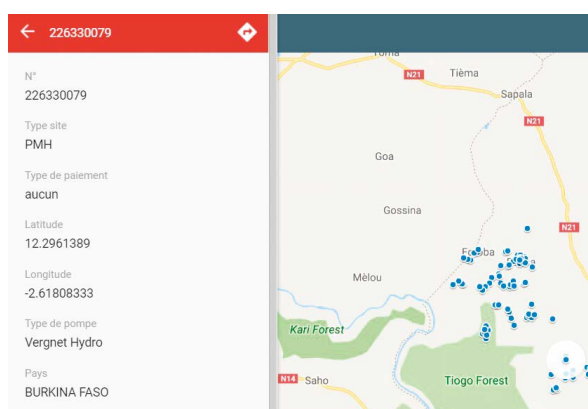 226330079
N°
226330079
Type site
PMH
Type de paiement
aucun
Latitude
12.2961389
Longitude
-2.61808333
Type de pompe
Vergnet Hydro
Pays
BURKINA FASO
Toma
N21
Tièma
Sapala
N21
Goa
Gossina
N21
Mèlou
Kari Forest
N14
Saho
Tiogo Forest